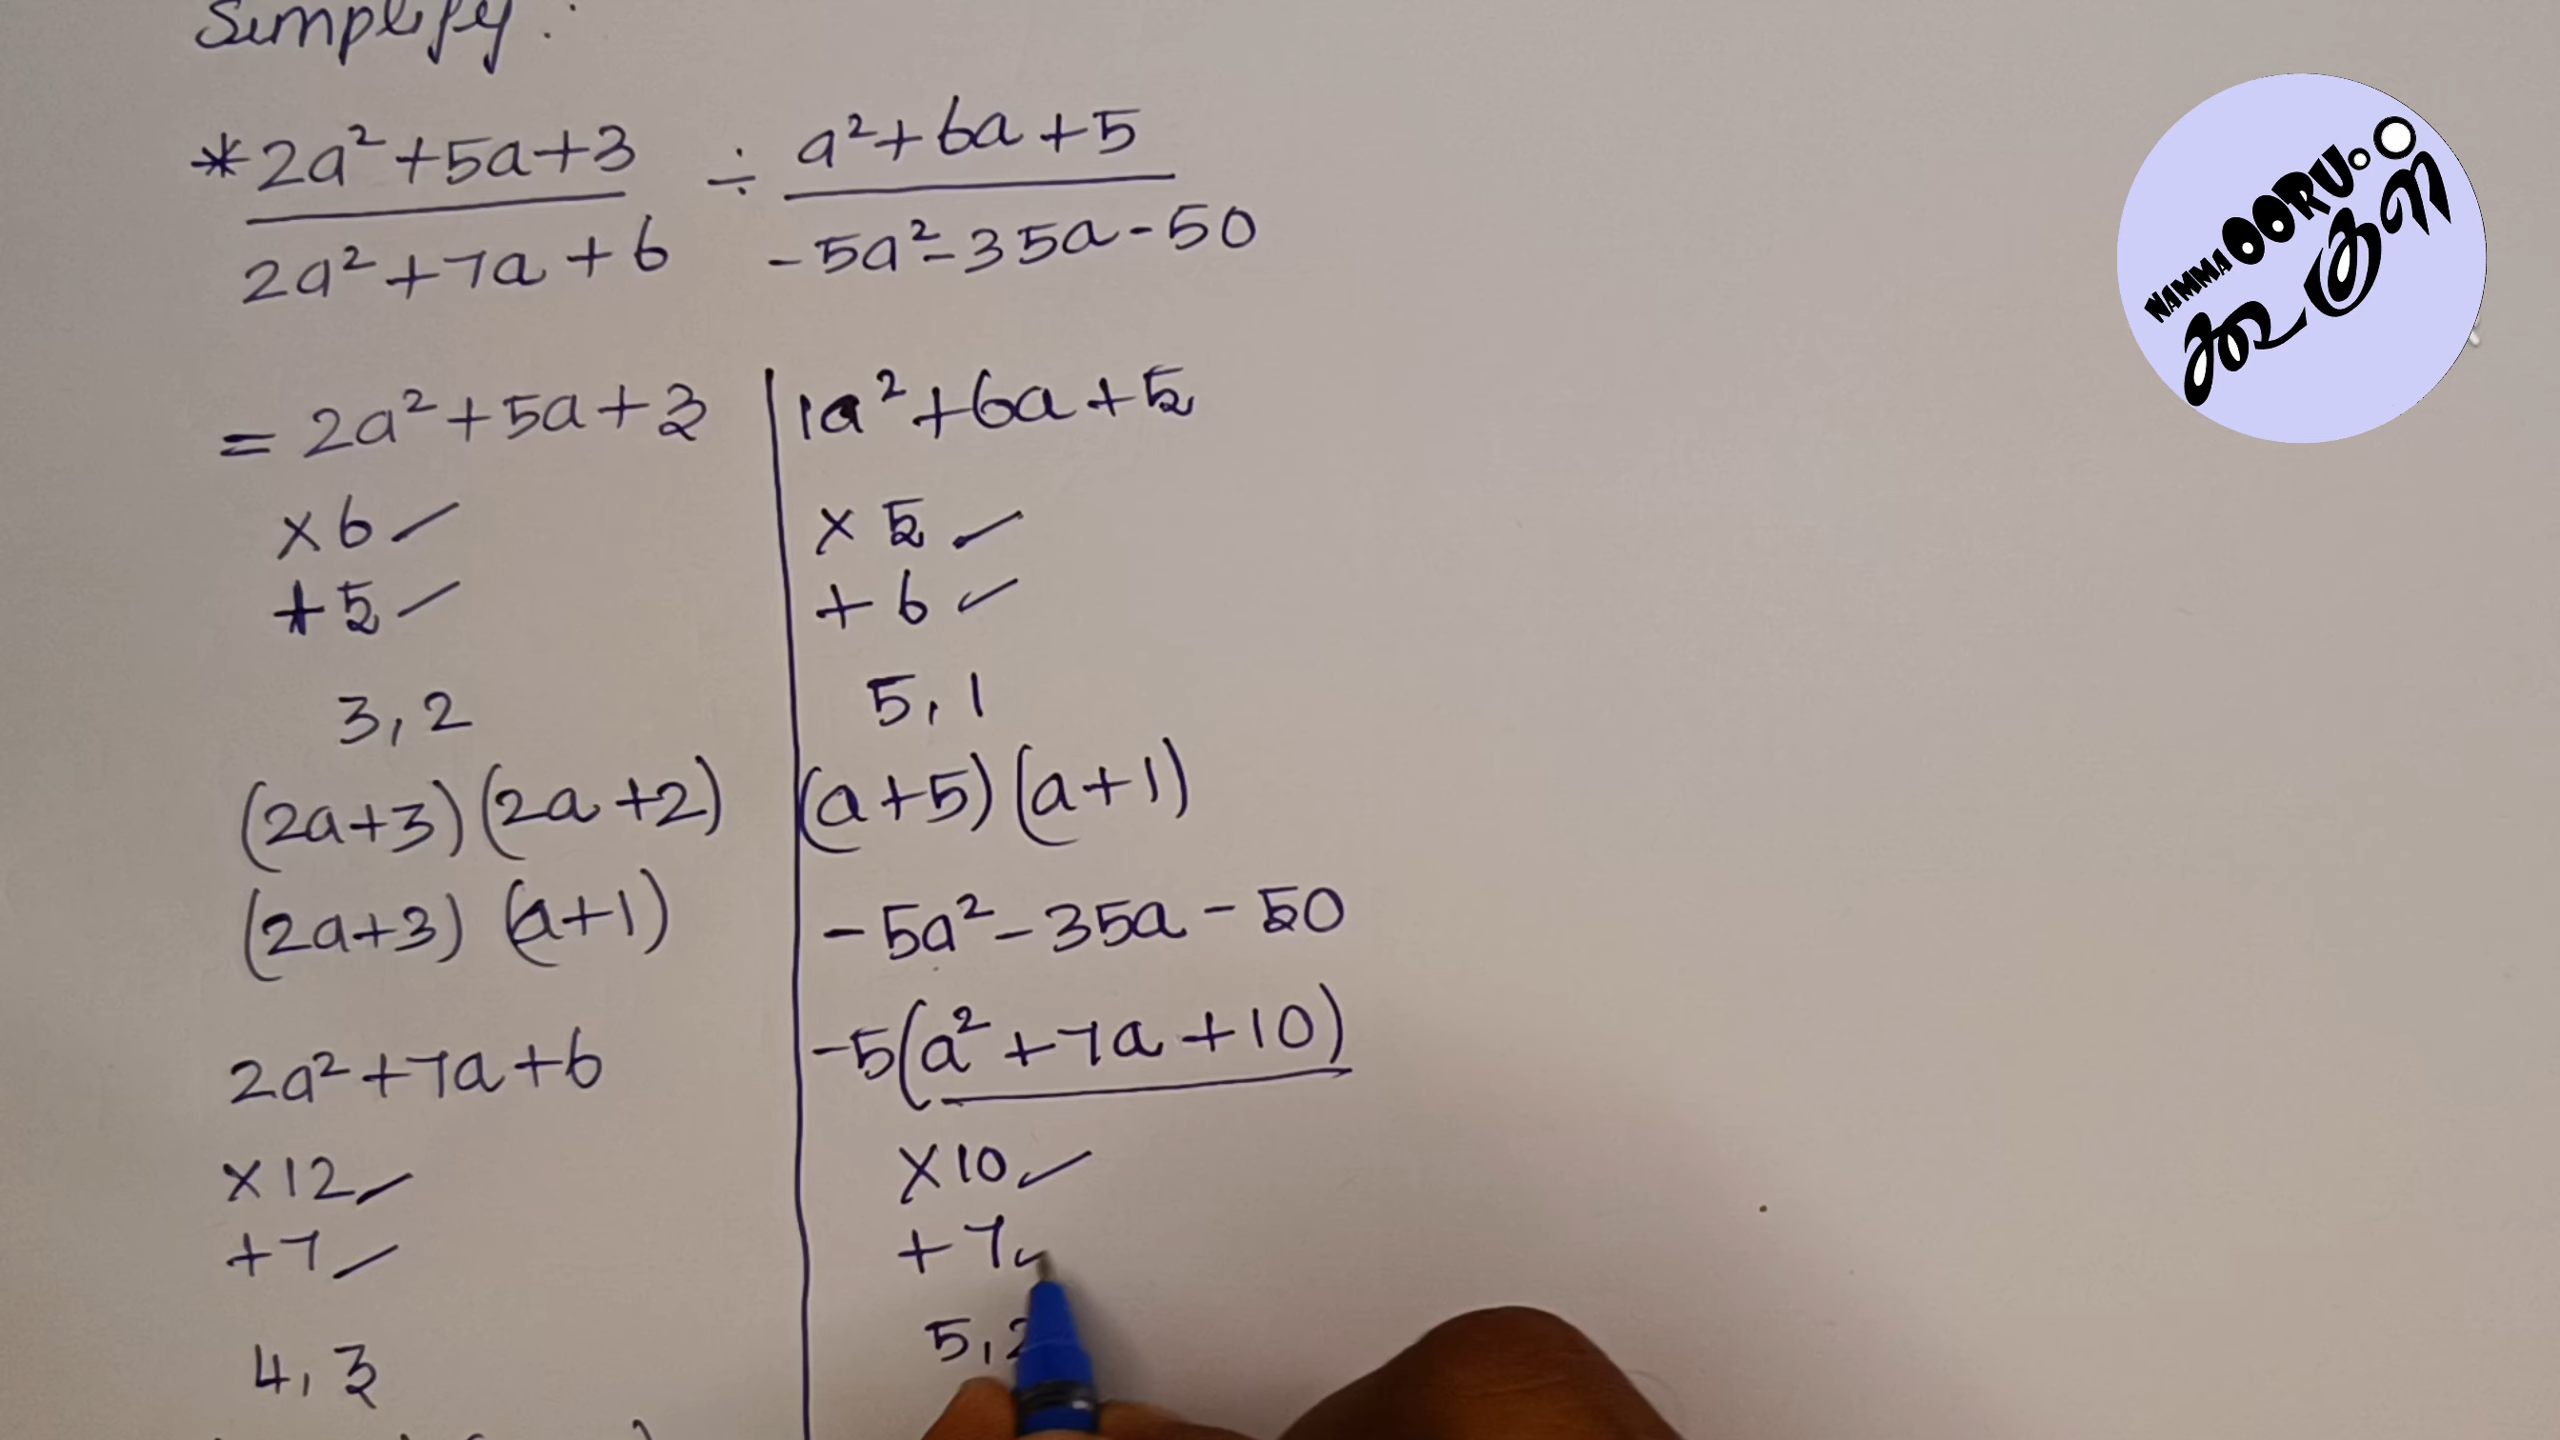 Simplify:
* 2a²+5a+3 ÷ a²+6a+5
2a²+7a+6 -5a²-35a-50
= 2a²+5a+3
×6 ✓
+5 ✓
3, 2
(2a+3)(2a+2)
(2a+3)(a+1)
2a²+7a+6
×12 ✓
+7 ✓
4, 3
1a²+6a+5
×5 ✓
+6 ✓
5, 1
(a+5)(a+1)
-5a²-35a-50
-5(a²+7a+10)
×10 ✓
+7 ✓
5, 2
NAMMA OORU